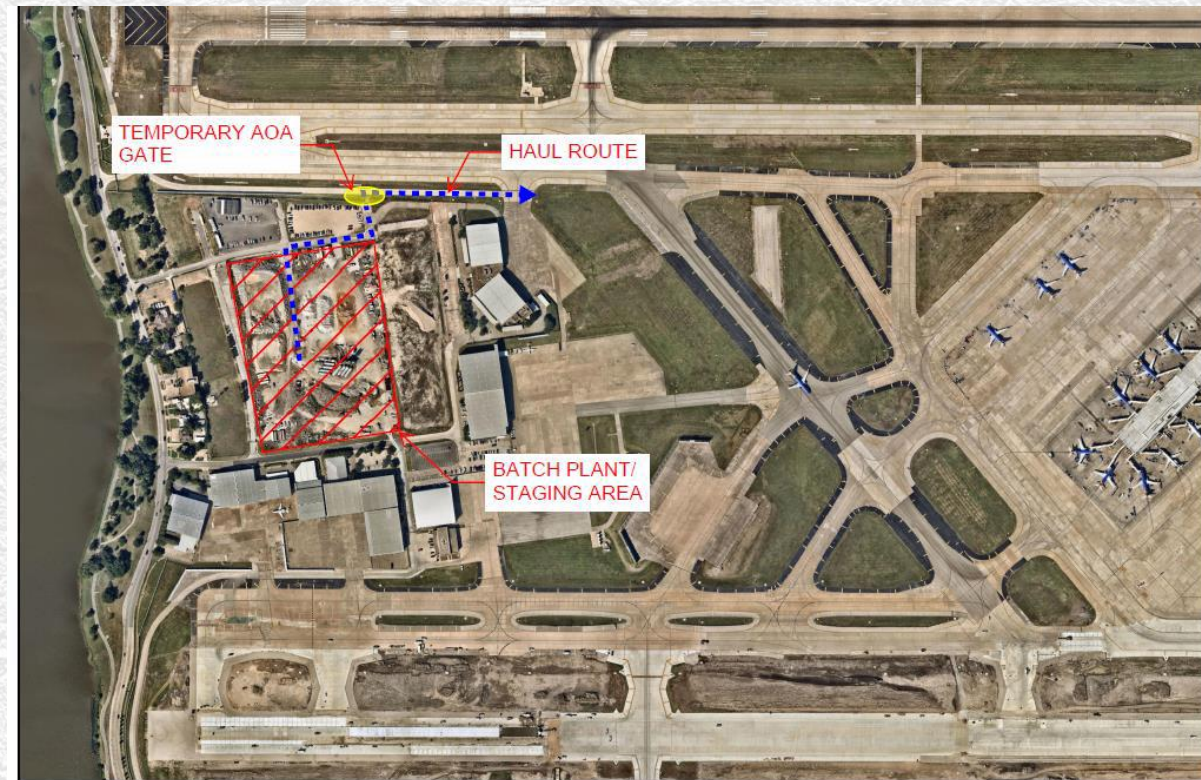 TEMPORARY AOA
GATE
HAUL ROUTE
BATCH PLANT/
STAGING AREA